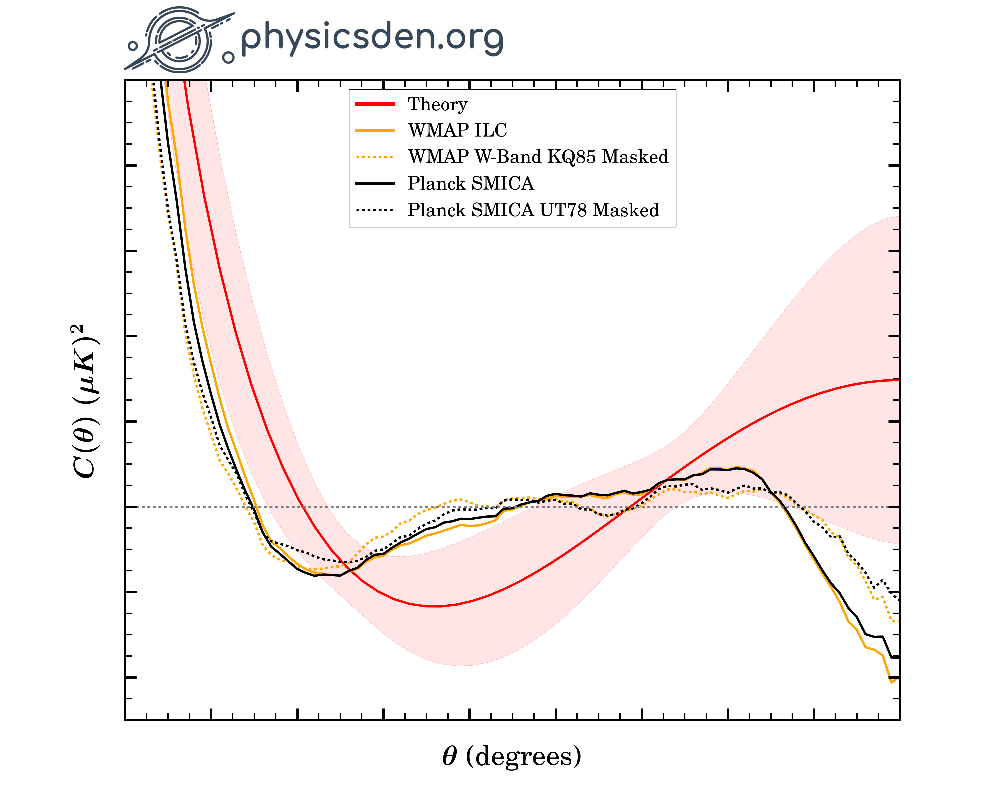 physicsden.org
Theory
WMAP ILC
WMAP W-Band KQ85 Masked
Planck SMICA
Planck SMICA UT78 Masked
C(θ) (μK)²
θ (degrees)